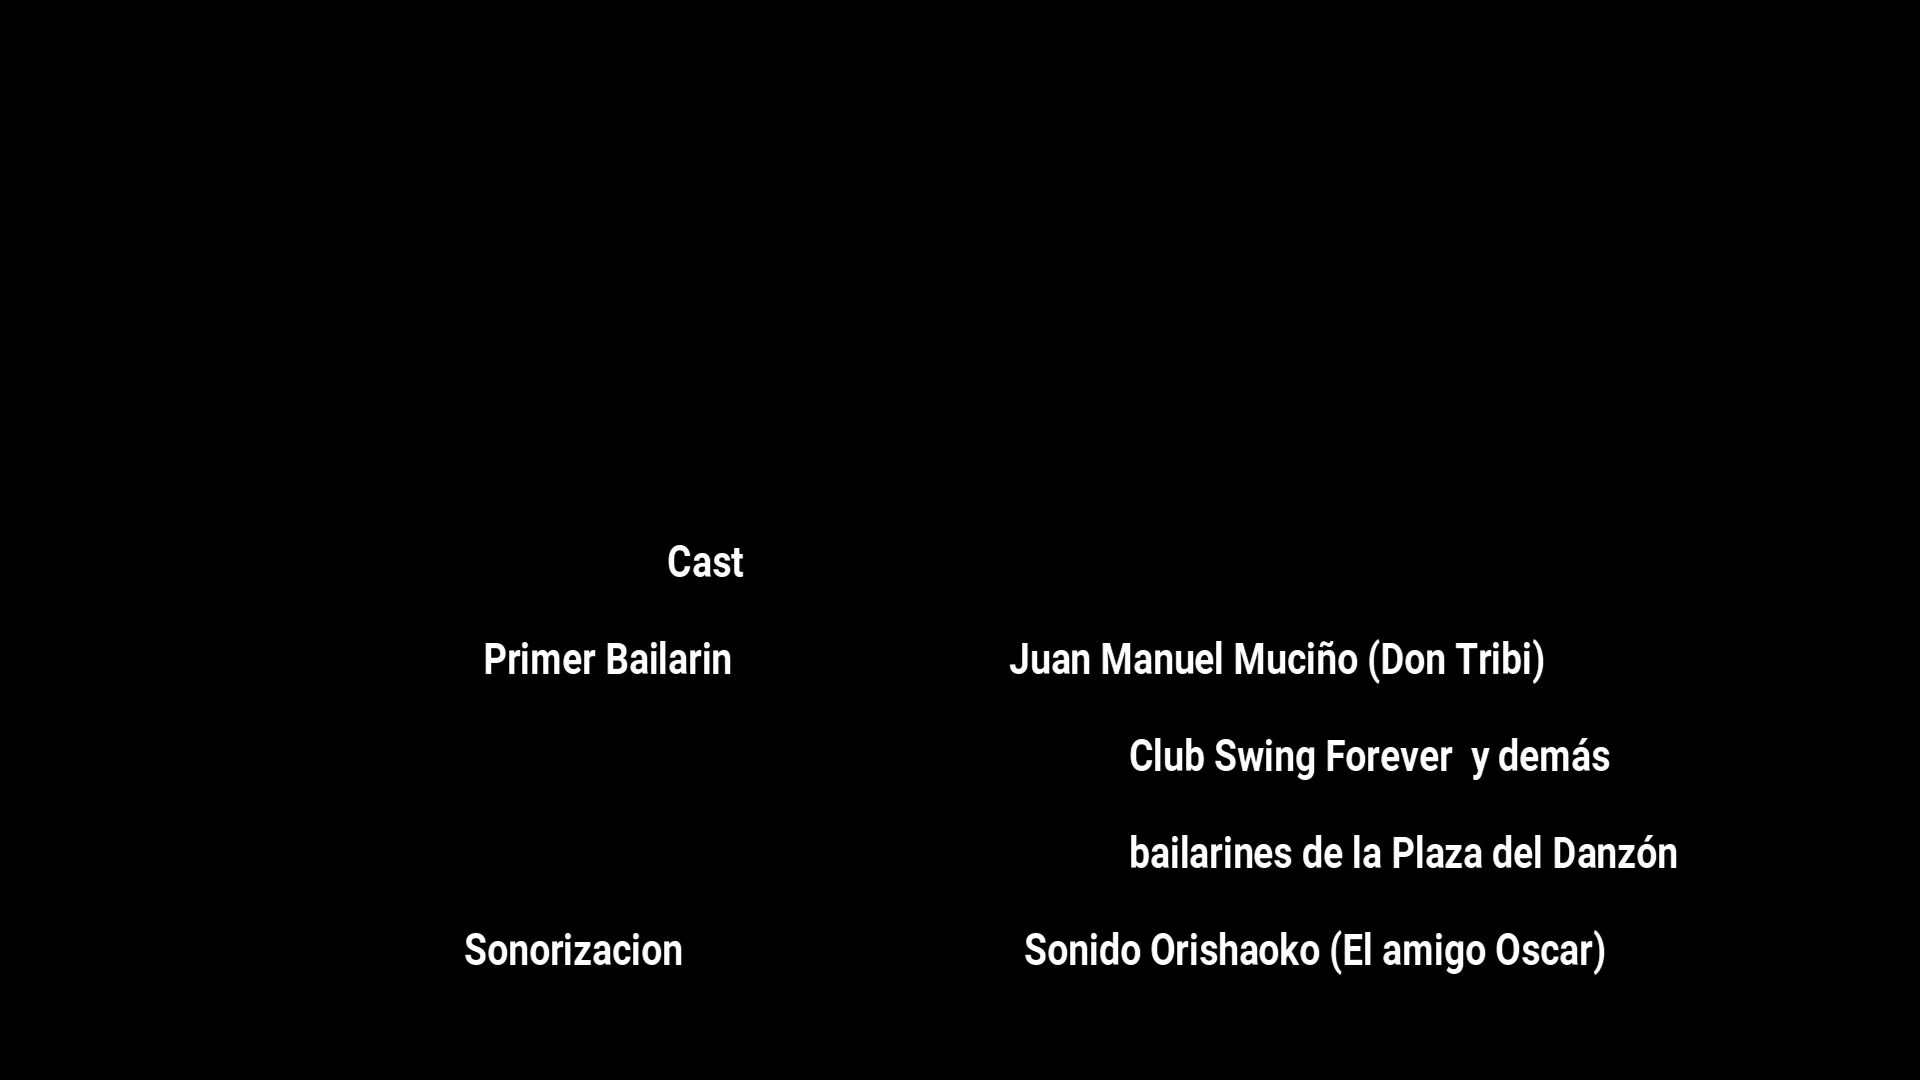 Cast
Primer Bailarin Juan Manuel Muciño (Don Tribi)
Club Swing Forever y demás
bailarines de la Plaza del Danzón
Sonorizacion Sonido Orishaoko (El amigo Oscar)